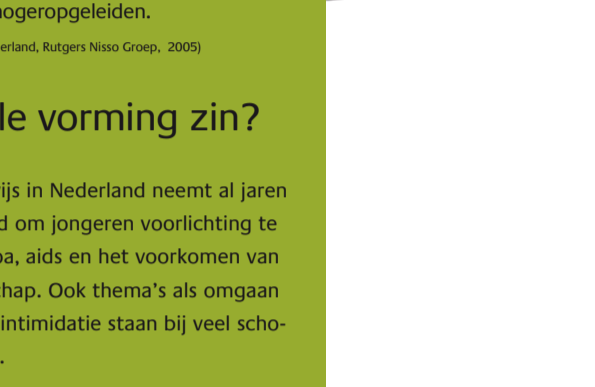 hogeropgeleiden.
erland, Rutgers Nisso Groep, 2005)
le vorming zin?
ijs in Nederland neemt al jaren
d om jongeren voorlichting te
oa, aids en het voorkomen van
chap. Ook thema’s als omgaan
intimidatie staan bij veel scho-
.